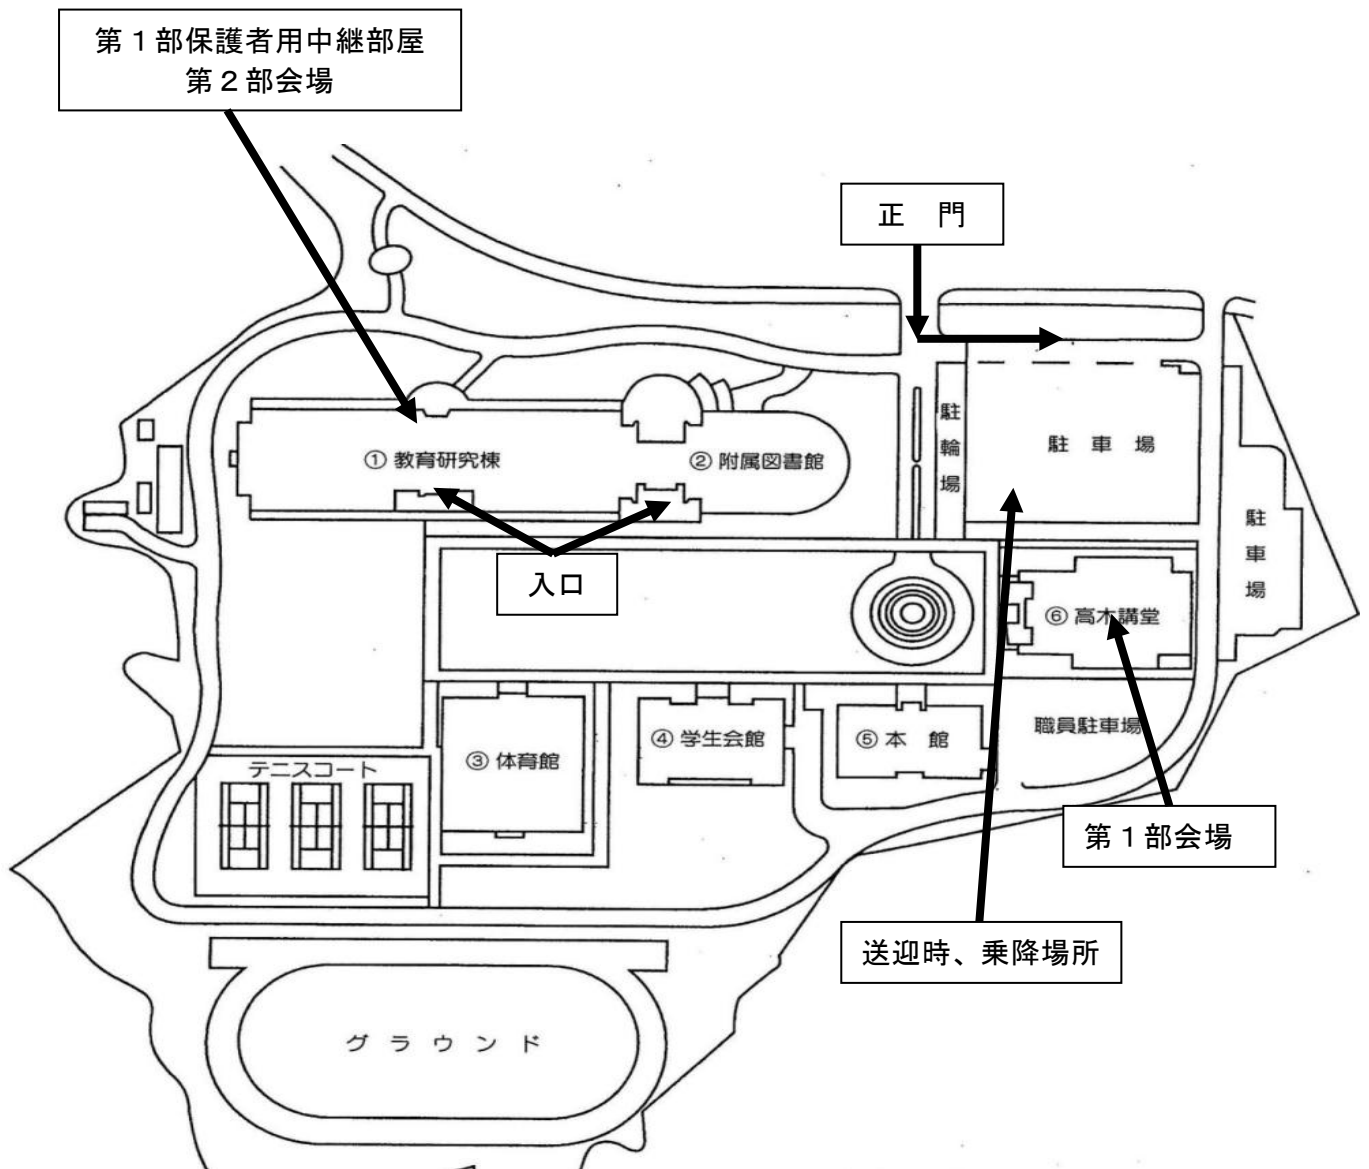 第１部保護者用中継部屋
第２部会場
正　門
駐輪場
駐　車　場
① 教育研究棟
② 附属図書館
駐車場
入口
⑥ 高木講堂
④ 学生会館
⑤ 本　館
職員駐車場
③ 体育館
テニスコート
第１部会場
送迎時、乗降場所
グ　ラ　ウ　ン　ド